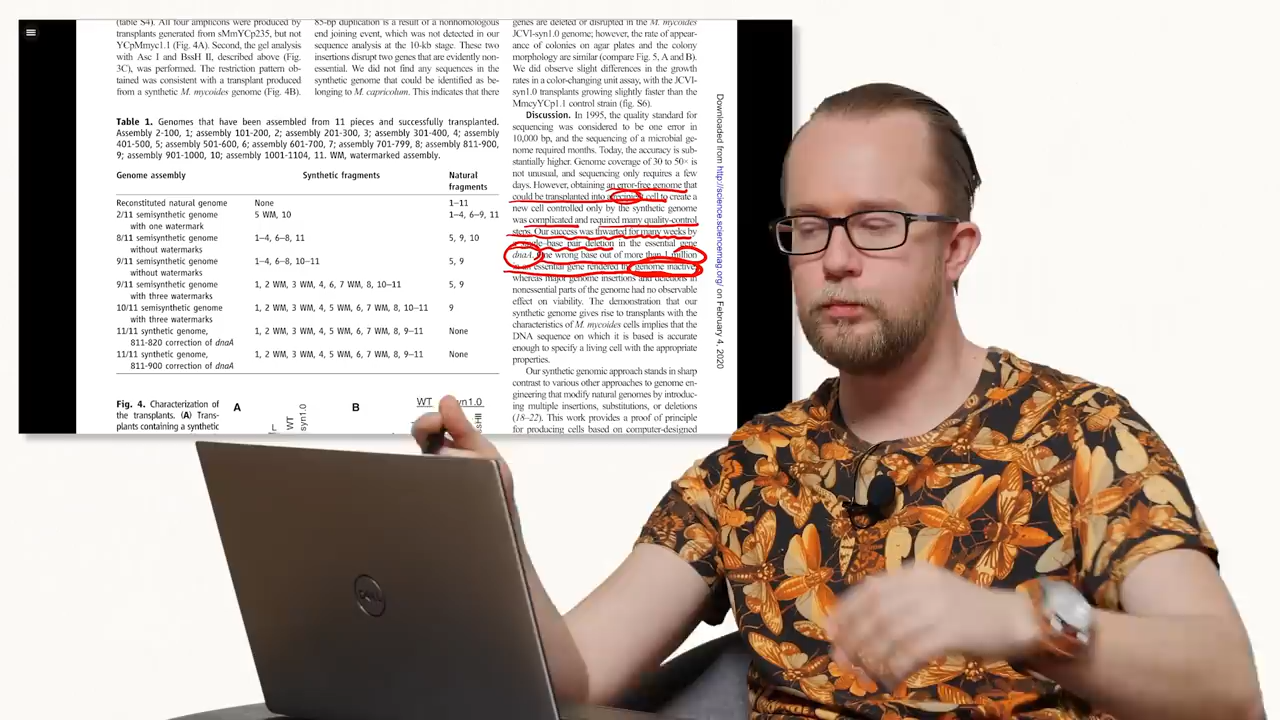 (table S4). All four amplicons were produced by
transplants generated from sMmYCp235, but not
YCpMmyc1.1 (Fig. 4A). Second, the gel analysis
with Asc I and BssH II, described above (Fig.
3C), was performed. The restriction pattern ob-
tained was consistent with a transplant produced
from a synthetic M. mycoides genome (Fig. 4B).
85-bp duplication is a result of a nonhomologous
end joining event, which was not detected in our
sequence analysis at the 10-kb stage. These two
insertions disrupt two genes that are evidently non-
essential. We did not find any sequences in the
synthetic genome that could be identified as be-
longing to M. capricolum. This indicates that there
Table 1. Genomes that have been assembled from 11 pieces and successfully transplanted.
Assembly 2-100, 1; assembly 101-200, 2; assembly 201-300, 3; assembly 301-400, 4; assembly
401-500, 5; assembly 501-600, 6; assembly 601-700, 7; assembly 701-799, 8; assembly 811-900,
9; assembly 901-1000, 10; assembly 1001-1104, 11. WM, watermarked assembly.
Genome assembly Synthetic fragments Natural
fragments
Reconstituted natural genome None 1–11
2/11 semisynthetic genome 5 WM, 10 1–4, 6–9, 11
with one watermark
8/11 semisynthetic genome 1–4, 6–8, 11 5, 9, 10
without watermarks
9/11 semisynthetic genome 1–4, 6–8, 10–11 5, 9
without watermarks
9/11 semisynthetic genome 1, 2 WM, 3 WM, 4, 6, 7 WM, 8, 10–11 5, 9
with three watermarks
10/11 semisynthetic genome 1, 2 WM, 3 WM, 4, 5 WM, 6, 7 WM, 8, 10–11 9
with three watermarks
11/11 synthetic genome, 1, 2 WM, 3 WM, 4, 5 WM, 6, 7 WM, 8, 9–11 None
811-820 correction of dnaA
11/11 synthetic genome, 1, 2 WM, 3 WM, 4, 5 WM, 6, 7 WM, 8, 9–11 None
811-900 correction of dnaA
Fig. 4. Characterization of
the transplants. (A) Trans-
plants containing a synthetic
A
WT
syn1.0
B
WT
genes are deleted or disrupted in the M. mycoides
JCVI-syn1.0 genome; however, the rate of appear-
ance of colonies on agar plates and the colony
morphology are similar (compare Fig. 5, A and B).
We did observe slight differences in the growth
rates in a color-changing unit assay, with the JCVI-
syn1.0 transplants growing slightly faster than the
MmcyYCp1.1 control strain (fig. S6).
Discussion. In 1995, the quality standard for
sequencing was considered to be one error in
10,000 bp, and the sequencing of a microbial ge-
nome required months. Today, the accuracy is sub-
stantially higher. Genome coverage of 30 to 50× is
not unusual, and sequencing only requires a few
days. However, obtaining an error-free genome that
could be transplanted into a cell to create a
new cell controlled only by the synthetic genome
was complicated and required many quality-control
steps. Our success was thwarted for many weeks by
base pair deletion in the essential gene
dnaA. wrong base out of more than 1 million
essential gene rendered genome inactive,
whereas major genome insertions and deletions in
nonessential parts of the genome had no observable
effect on viability. The demonstration that our
synthetic genome gives rise to transplants with the
characteristics of M. mycoides cells implies that the
DNA sequence on which it is based is accurate
enough to specify a living cell with the appropriate
properties.
Our synthetic genomic approach stands in sharp
contrast to various other approaches to genome en-
gineering that modify natural genomes by introduc-
ing multiple insertions, substitutions, or deletions
(18–22). This work provides a proof of principle
for producing cells based on computer-designed
Downloaded from http://science.sciencemag.org/ on February 4, 2020
DELL